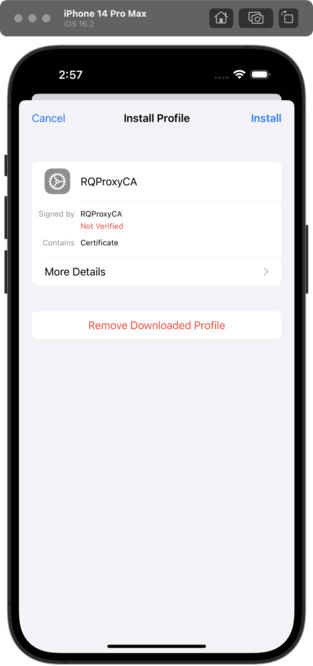 iPhone 14 Pro Max
iOS 16.2
2:57
Cancel
Install Profile
Install
RQProxyCA
Signed by RQProxyCA
Not Verified
Contains Certificate
More Details
Remove Downloaded Profile